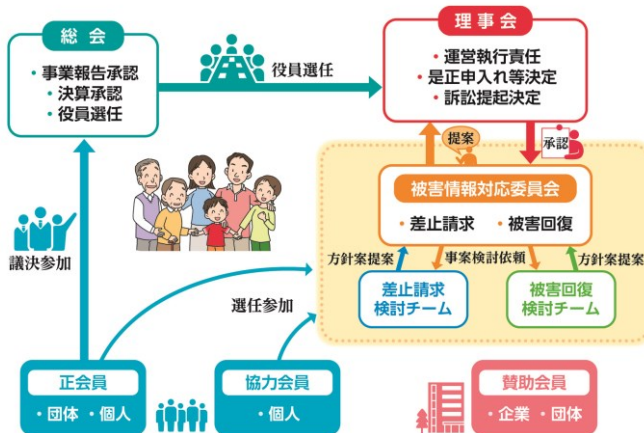 総会
・事業報告承認
・決算承認
・役員選任
役員選任
理事会
・運営執行責任
・是正申入れ等決定
・訴訟提起決定
提案
承認
被害情報対応委員会
・差止請求 ・被害回復
方針案提案
事案検討依頼
方針案提案
差止請求
検討チーム
被害回復
検討チーム
議決参加
選任参加
正会員
・団体 ・個人
協力会員
・個人
賛助会員
・企業 ・団体